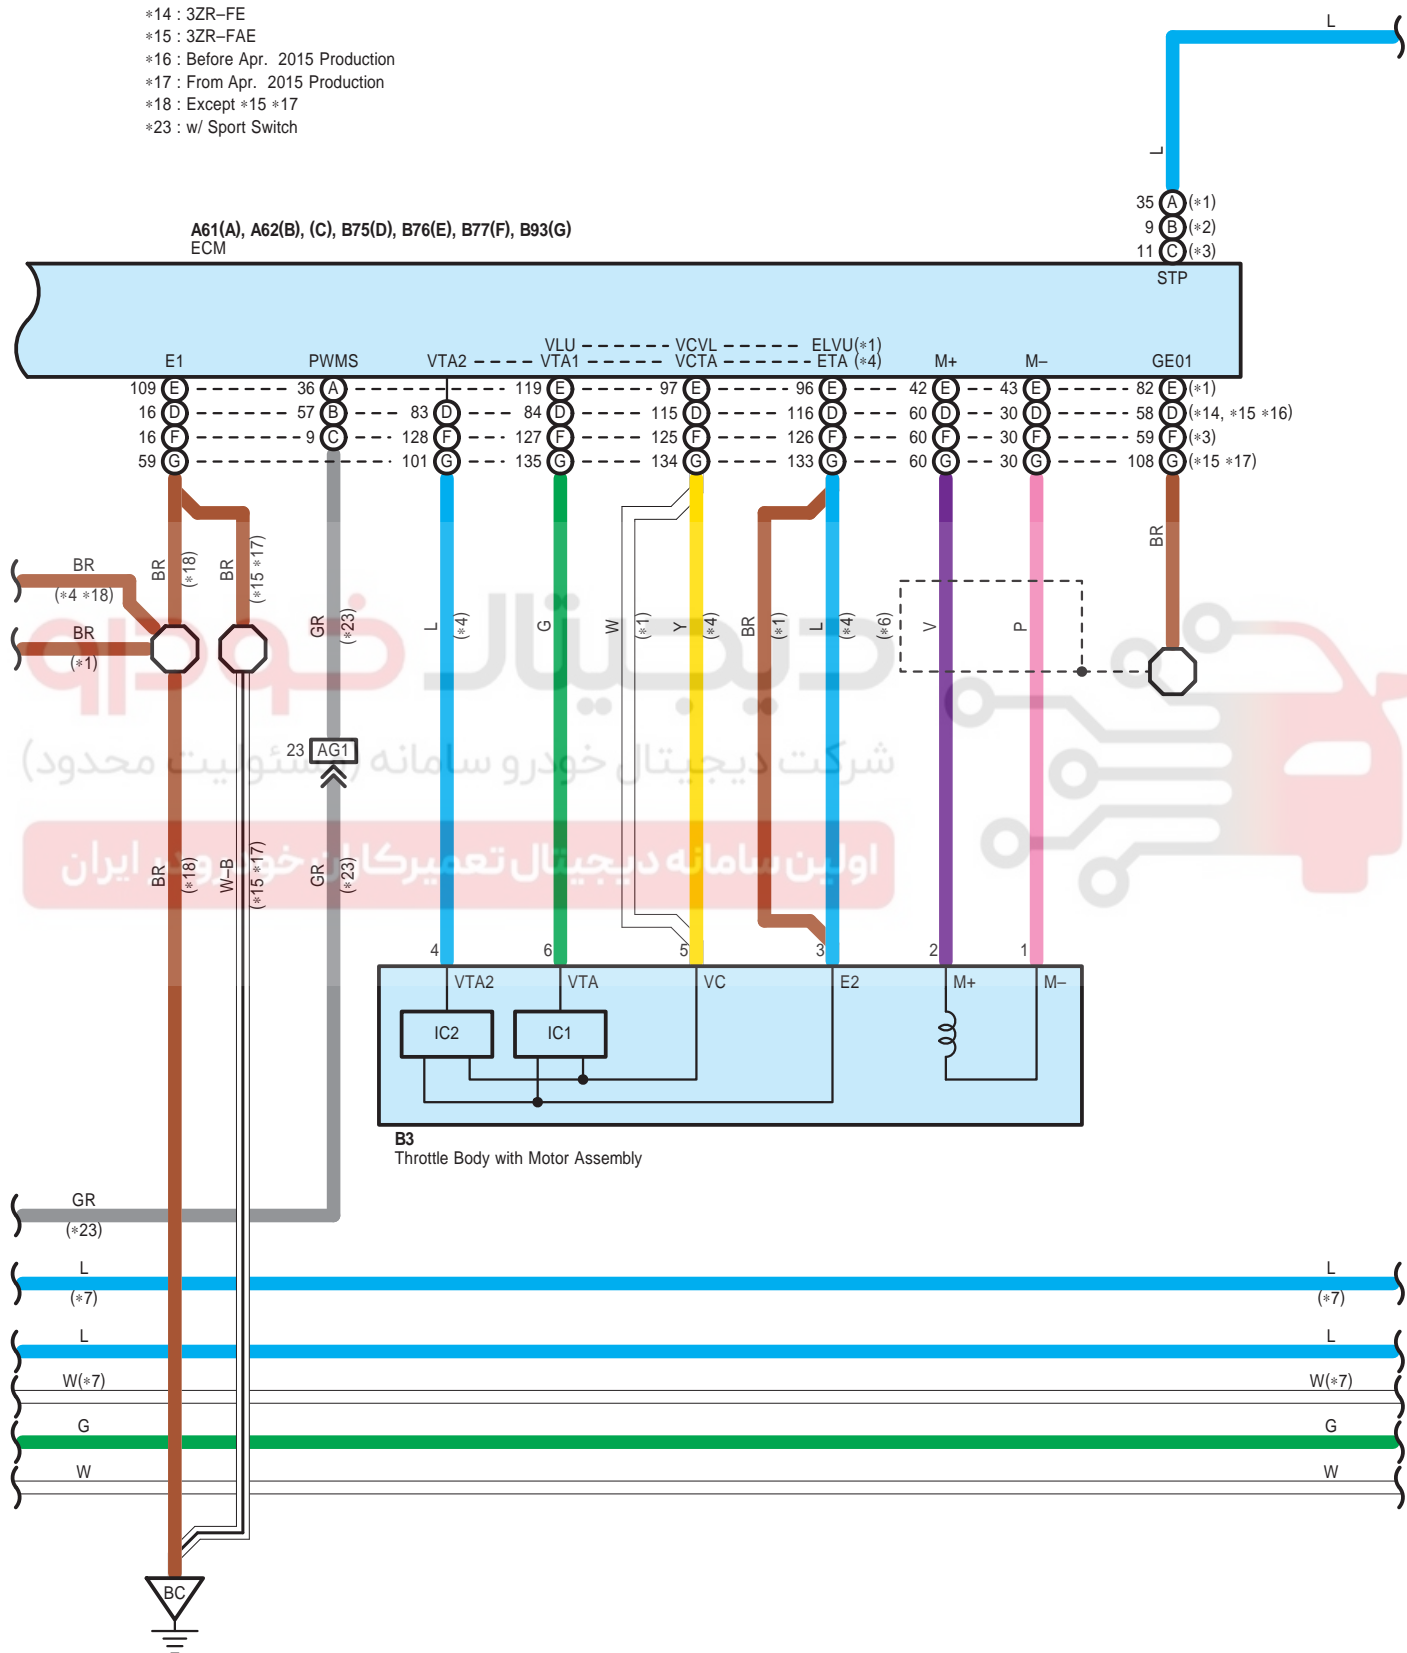 ∗14 : 3ZR–FE
∗15 : 3ZR–FAE
∗16 : Before Apr. 2015 Production
∗17 : From Apr. 2015 Production
∗18 : Except ∗15 ∗17
∗23 : w/ Sport Switch
L
L
35 A (∗1)
9 B (∗2)
11 C (∗3)
A61(A), A62(B), (C), B75(D), B76(E), B77(F), B93(G)
ECM
STP
VLU VCVL ELVU(∗1)
E1 PWMS VTA2 VTA1 VCTA ETA (∗4) M+ M– GE01
109 E 36 A 119 E 97 E 96 E 42 E 43 E 82 E (∗1)
16 D 57 B 83 D 84 D 115 D 116 D 60 D 30 D 58 D (∗14, ∗15 ∗16)
16 F 9 C 128 F 127 F 125 F 126 F 60 F 30 F 59 F (∗3)
59 G 101 G 135 G 134 G 133 G 60 G 30 G 108 G (∗15 ∗17)
BR
(∗4 ∗18)
BR
(∗18)
BR
(∗15 ∗17)
BR
BR
(∗1)
GR
(∗23)
L
(∗4)
G
W
(∗1)
Y
(∗4)
BR
(∗1)
L
(∗4)
(∗6)
V
P
دیجیتال خودرو
23 AG1
شرکت دیجیتال خودرو سامانه (مسئولیت محدود)
اولین سامانه دیجیتال تعمیرکاران خودرو در ایران
BR
(∗18)
W–B
(∗15 ∗17)
GR
(∗23)
4 6 5 3 2 1
VTA2 VTA VC E2 M+ M–
IC2 IC1
B3
Throttle Body with Motor Assembly
GR
(∗23)
L L
(∗7) (∗7)
L L
W(∗7) W(∗7)
G G
W W
BC